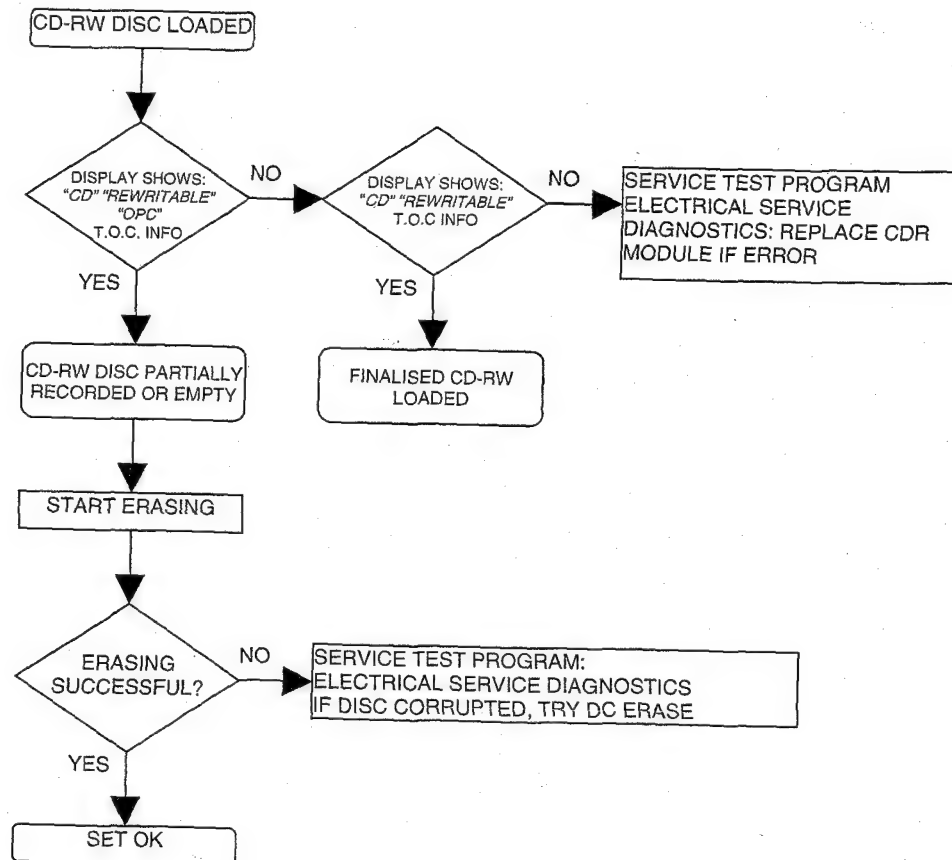 CD-RW DISC LOADED
DISPLAY SHOWS:
"CD" "REWRITABLE"
"OPC"
T.O.C. INFO
NO
DISPLAY SHOWS:
"CD" "REWRITABLE"
T.O.C INFO
NO
SERVICE TEST PROGRAM
ELECTRICAL SERVICE
DIAGNOSTICS: REPLACE CDR
MODULE IF ERROR
YES
YES
CD-RW DISC PARTIALLY
RECORDED OR EMPTY
FINALISED CD-RW
LOADED
START ERASING
ERASING
SUCCESSFUL?
NO
SERVICE TEST PROGRAM:
ELECTRICAL SERVICE DIAGNOSTICS
IF DISC CORRUPTED, TRY DC ERASE
YES
SET OK